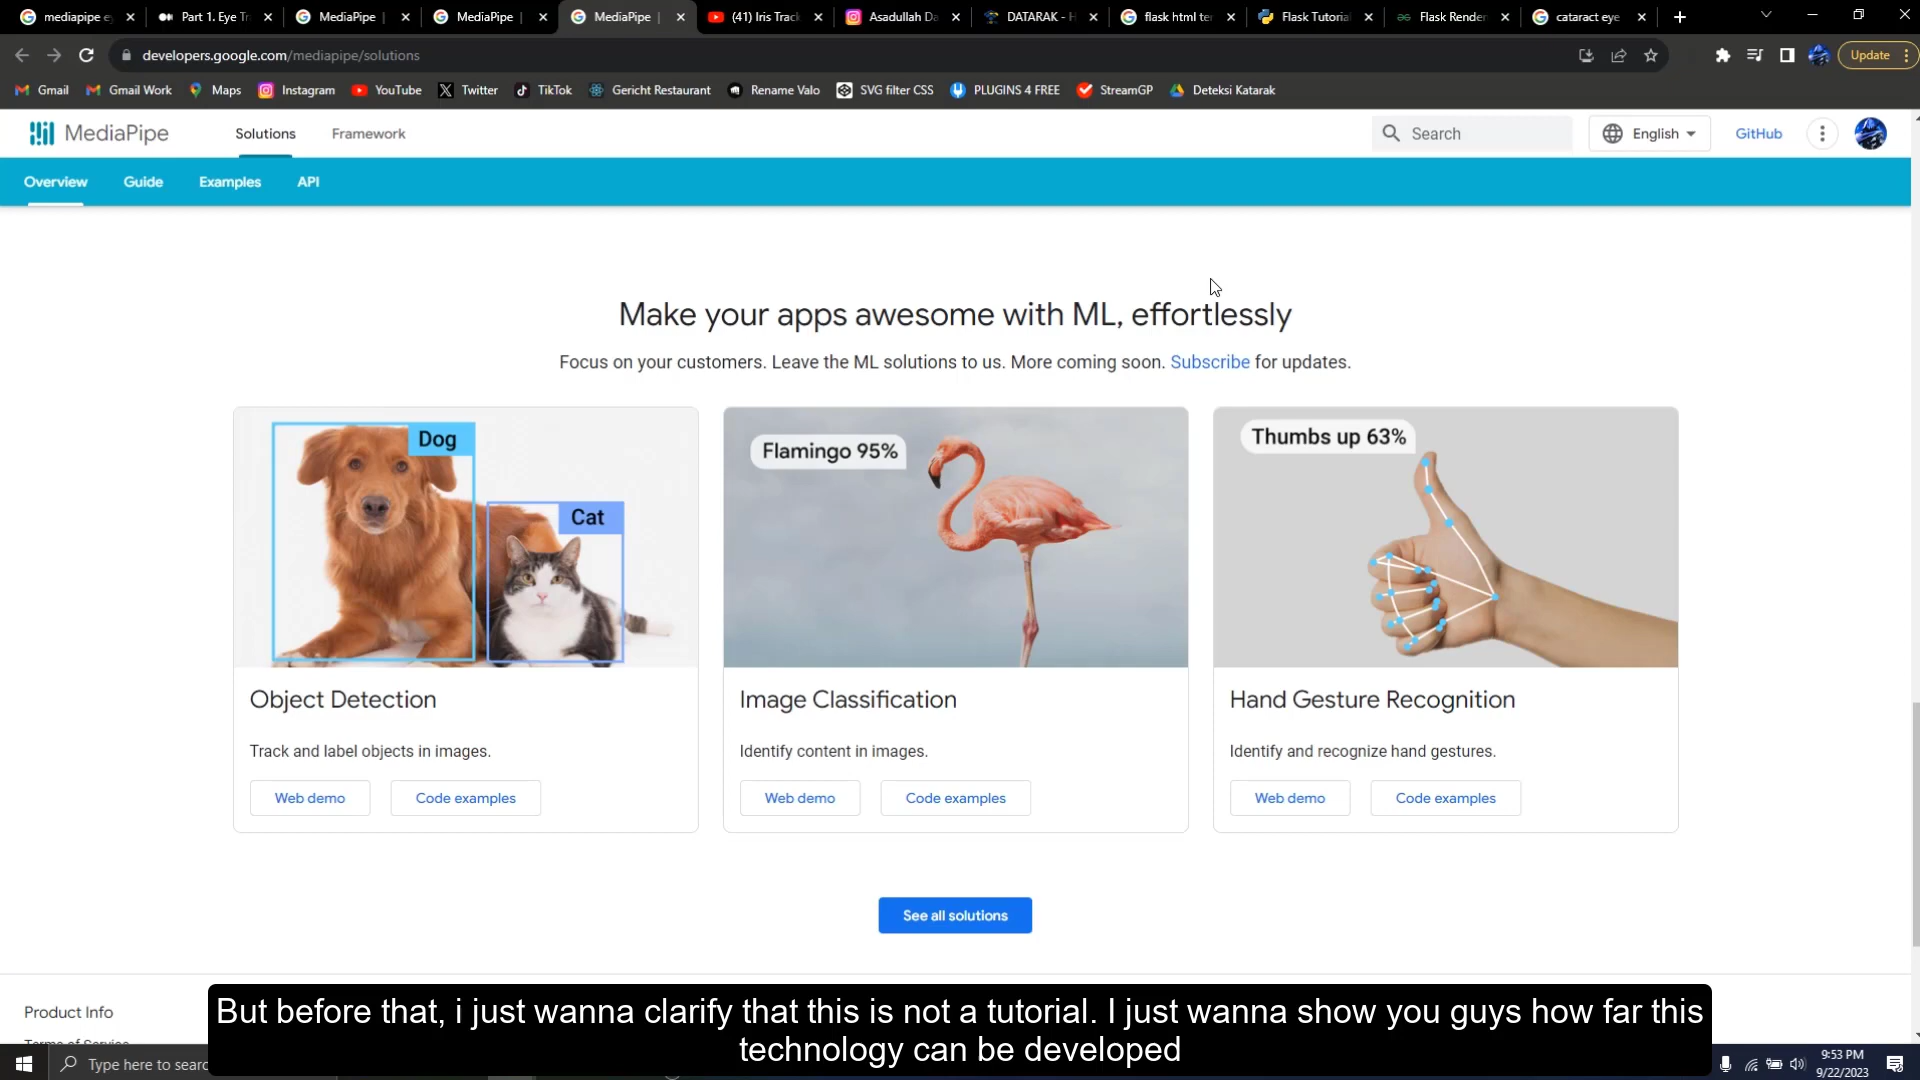 mediapipe ey
Part 1. Eye Tr
MediaPipe
MediaPipe
MediaPipe
(41) Iris Track
Asadullah Da
DATARAK - H
flask html te
Flask Tutorial
Flask Render
cataract eye
developers.google.com/mediapipe/solutions
Update
Gmail
Gmail Work
Maps
Instagram
YouTube
Twitter
TikTok
Gericht Restaurant
Rename Valo
SVG filter CSS
PLUGINS 4 FREE
StreamGP
Deteksi Katarak
MediaPipe
Solutions
Framework
Search
English
GitHub
Overview
Guide
Examples
API
Make your apps awesome with ML, effortlessly
Focus on your customers. Leave the ML solutions to us. More coming soon. Subscribe for updates.
Dog
Cat
Flamingo 95%
Thumbs up 63%
Object Detection
Image Classification
Hand Gesture Recognition
Track and label objects in images.
Identify content in images.
Identify and recognize hand gestures.
Web demo
Code examples
Web demo
Code examples
Web demo
Code examples
See all solutions
Product Info
But before that, i just wanna clarify that this is not a tutorial. I just wanna show you guys how far this
technology can be developed
Type here to searc
9:53 PM
9/22/2023